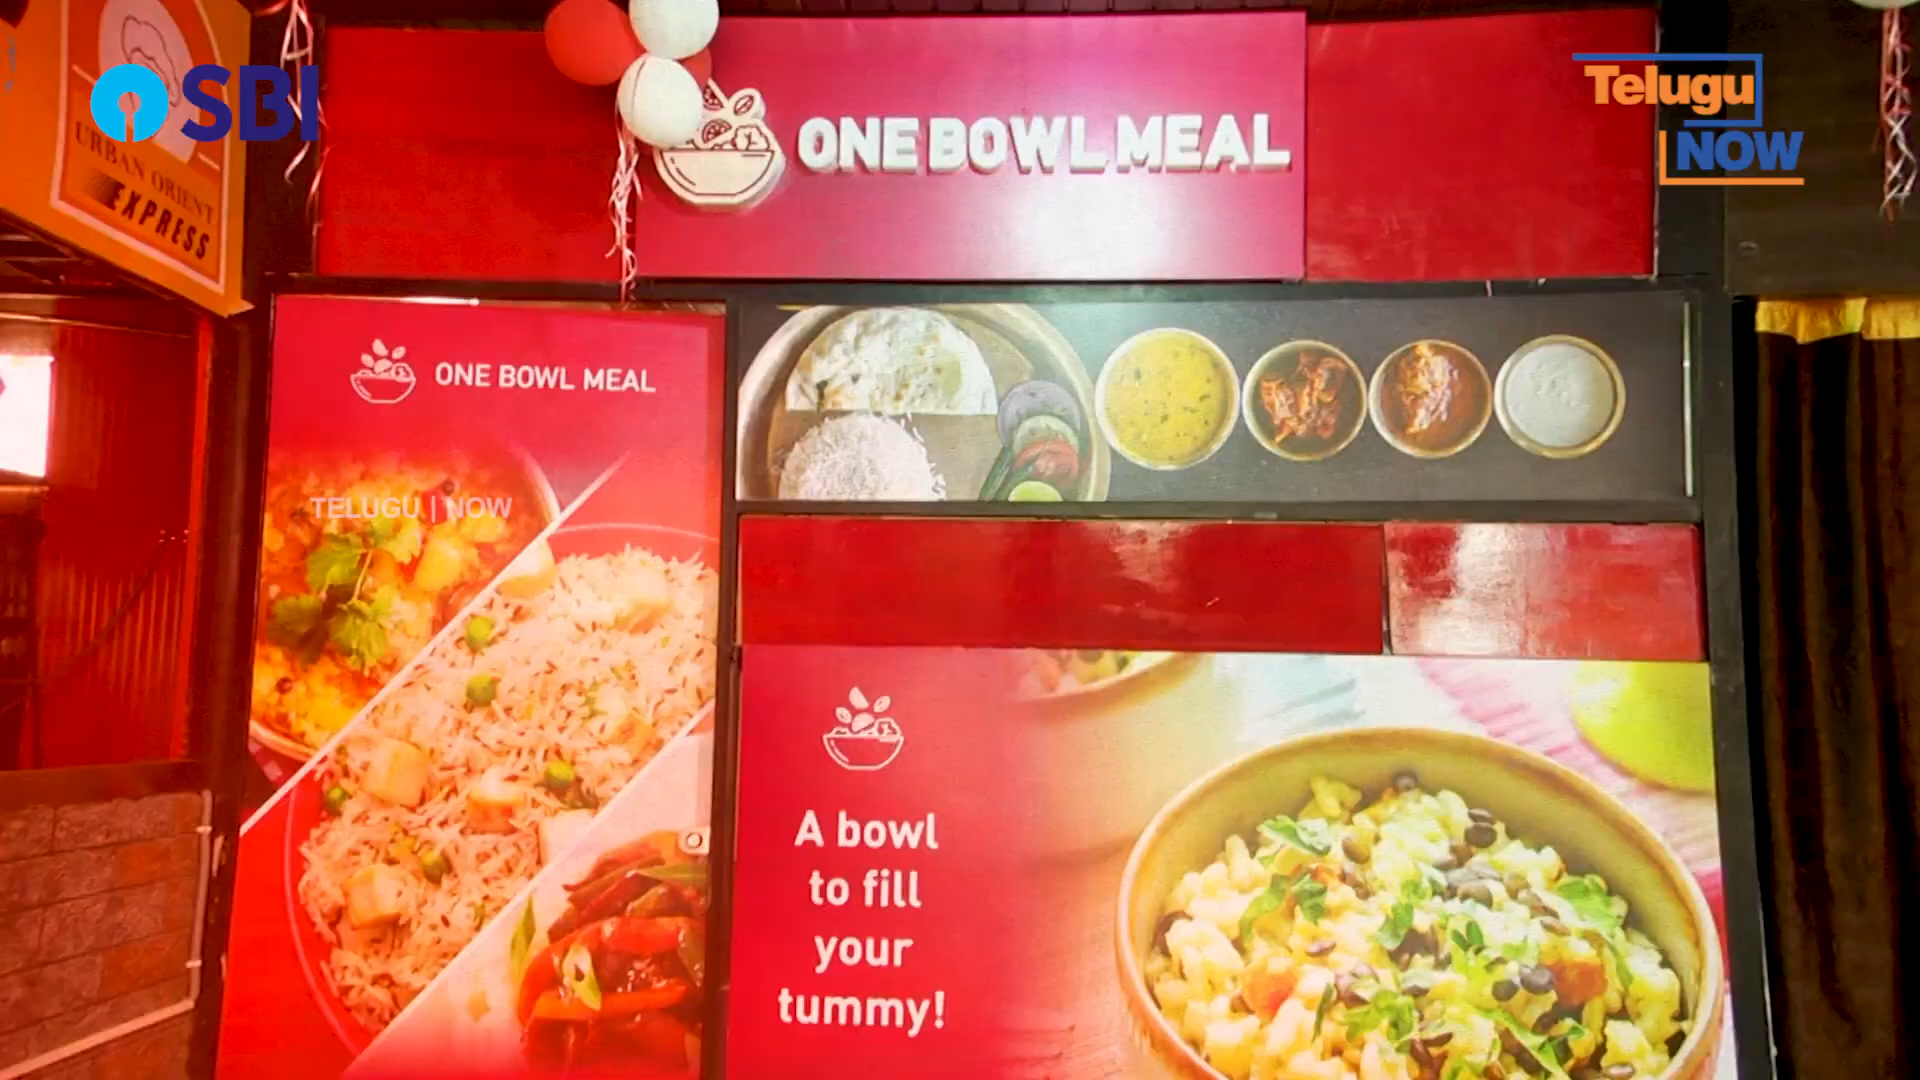 SBI
URBAN ORIENT
EXPRESS
ONE BOWL MEAL
Telugu
NOW
ONE BOWL MEAL
TELUGU | NOW
A bowl
to fill
your
tummy!